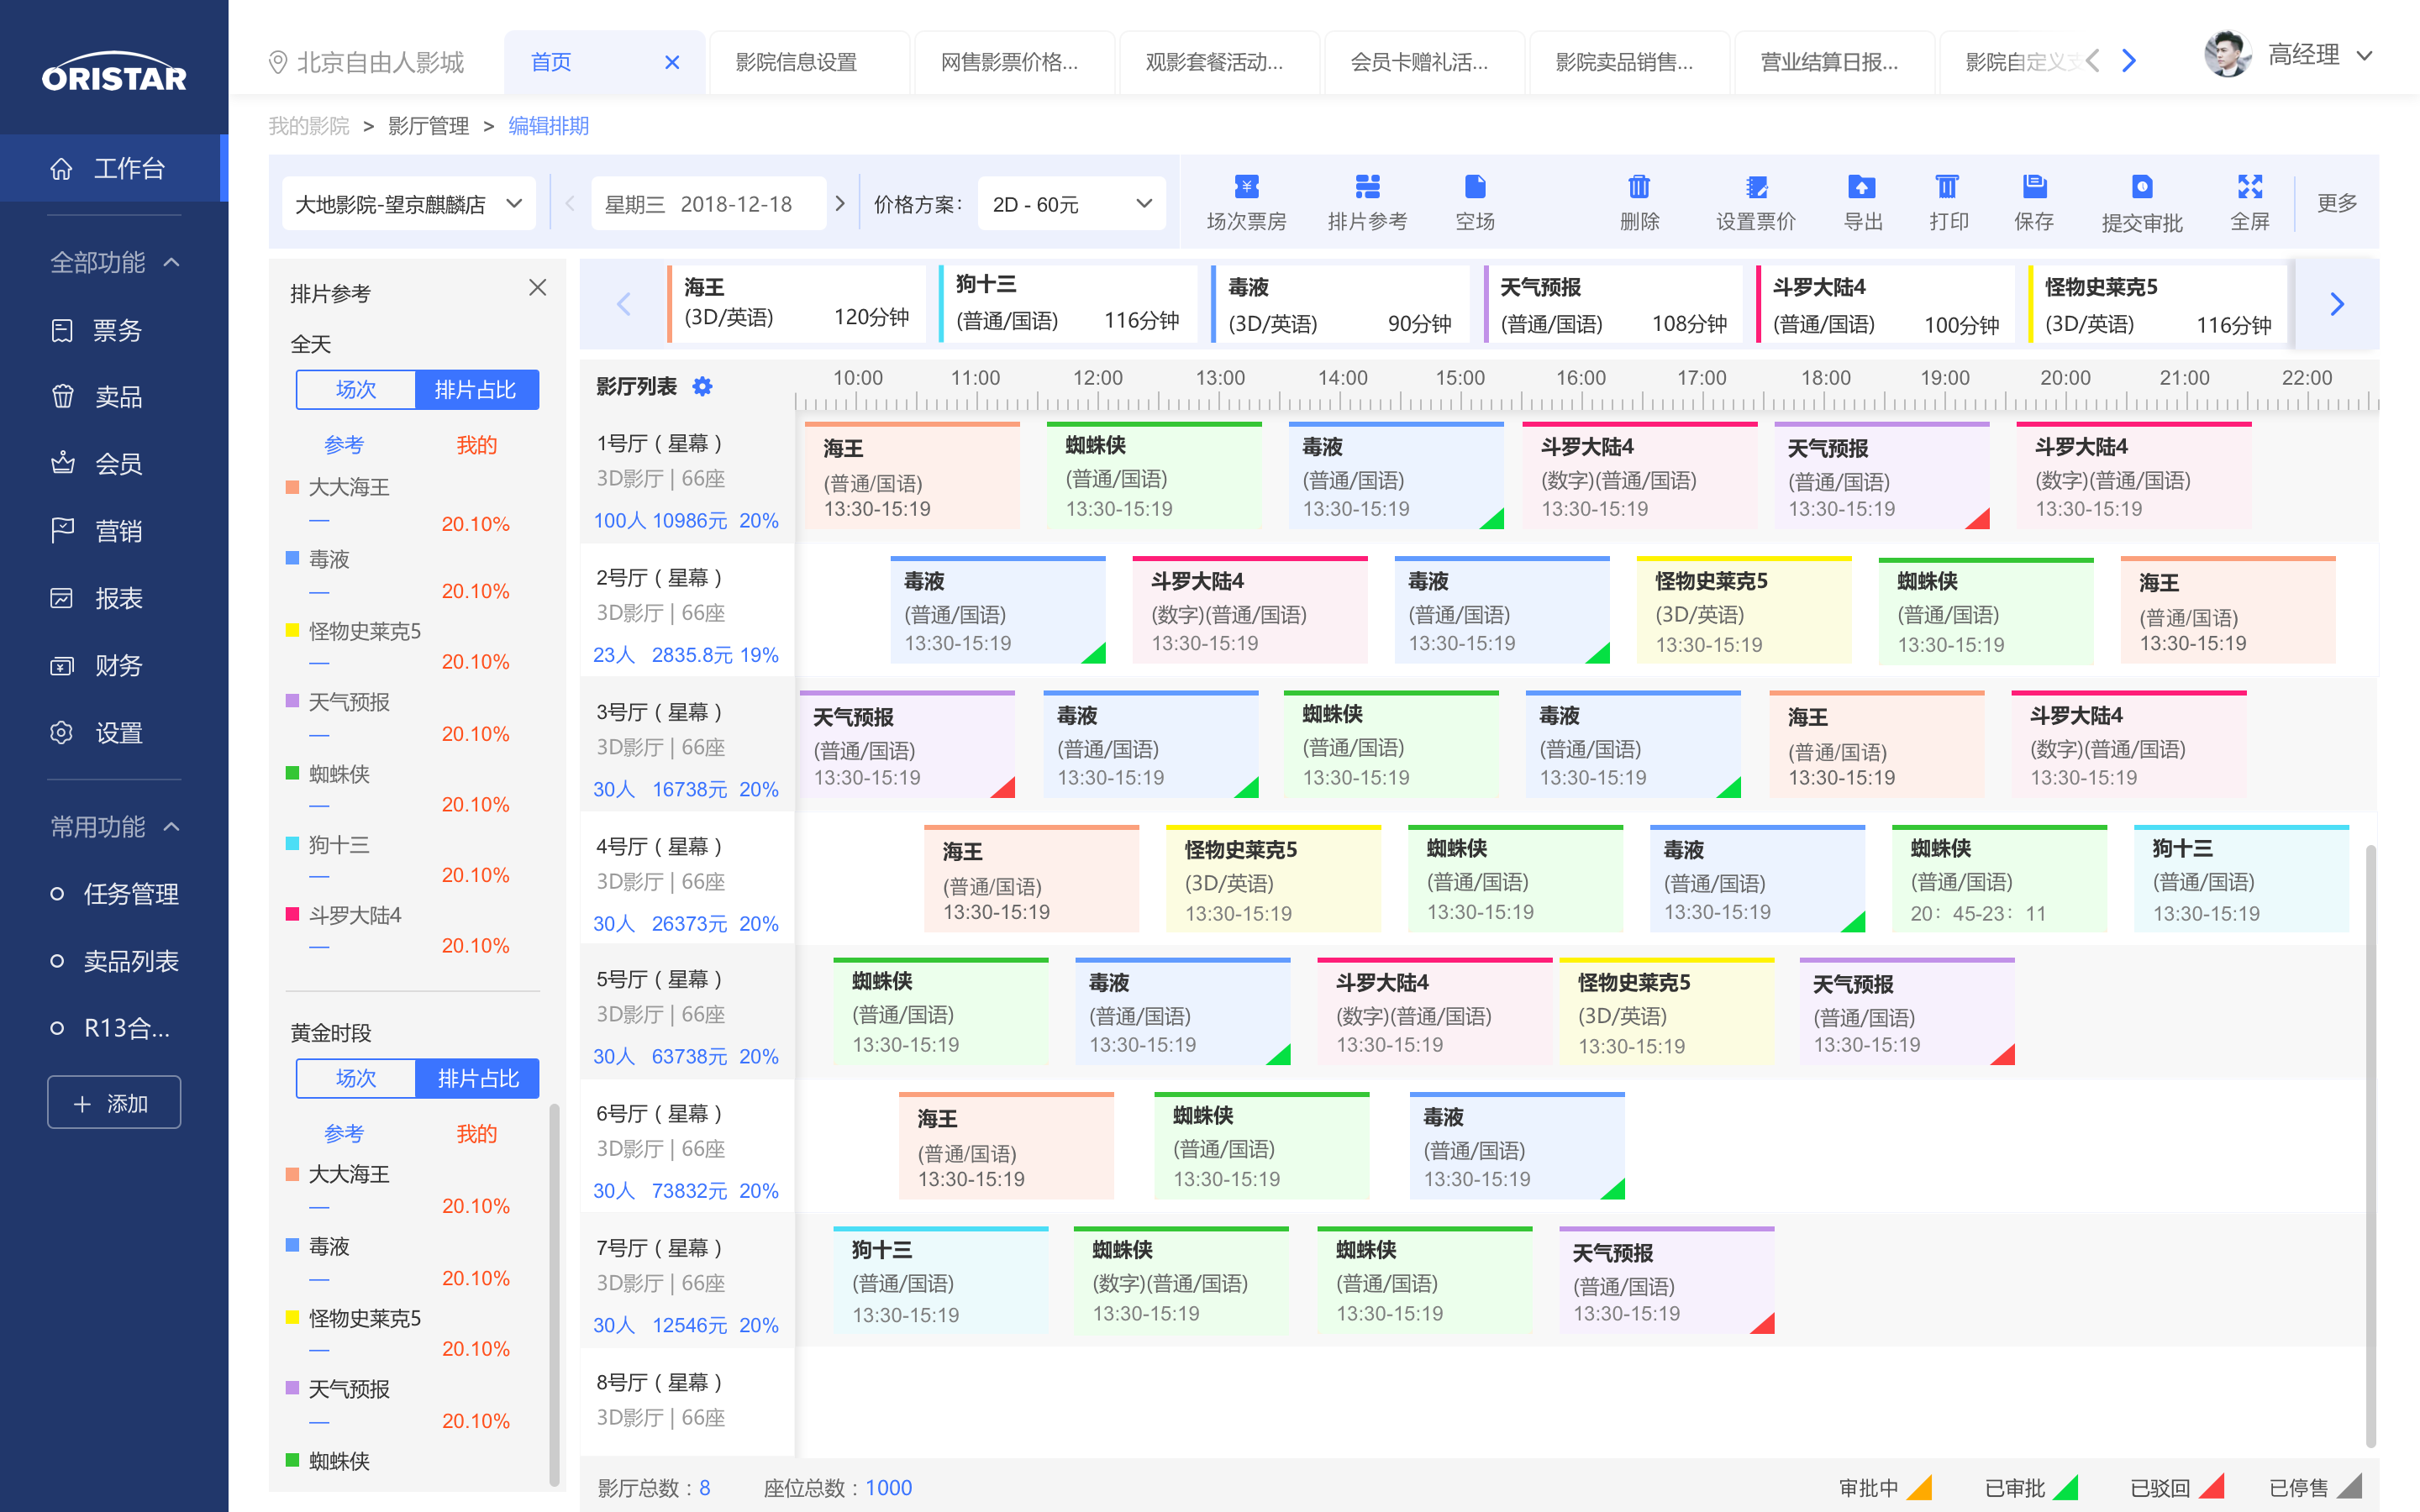 ORISTAR
工作台
全部功能
票务
卖品
会员
营销
报表
财务
设置
常用功能
任务管理
卖品列表
R13合...
添加
北京自由人影城
首页
影院信息设置
网售影票价格...
观影套餐活动...
会员卡赠礼活...
影院卖品销售...
营业结算日报...
影院自定义支
高经理
我的影院 > 影厅管理 > 编辑排期
大地影院-望京麒麟店
星期三 2018-12-18
价格方案：
2D - 60元
场次票房
排片参考
空场
删除
设置票价
导出
打印
保存
提交审批
全屏
更多
排片参考
全天
场次 排片占比
参考 我的
大大海王
— 20.10%
毒液
— 20.10%
怪物史莱克5
— 20.10%
天气预报
— 20.10%
蜘蛛侠
— 20.10%
狗十三
— 20.10%
斗罗大陆4
— 20.10%
黄金时段
场次 排片占比
参考 我的
大大海王
— 20.10%
毒液
— 20.10%
怪物史莱克5
— 20.10%
天气预报
— 20.10%
蜘蛛侠
海王
(3D/英语) 120分钟
狗十三
(普通/国语) 116分钟
毒液
(3D/英语) 90分钟
天气预报
(普通/国语) 108分钟
斗罗大陆4
(普通/国语) 100分钟
怪物史莱克5
(3D/英语) 116分钟
影厅列表
10:00 11:00 12:00 13:00 14:00 15:00 16:00 17:00 18:00 19:00 20:00 21:00 22:00
1号厅（星幕）
3D影厅 | 66座
100人 10986元 20%
海王
(普通/国语)
13:30-15:19
蜘蛛侠
(普通/国语)
13:30-15:19
毒液
(普通/国语)
13:30-15:19
斗罗大陆4
(数字)(普通/国语)
13:30-15:19
天气预报
(普通/国语)
13:30-15:19
斗罗大陆4
(数字)(普通/国语)
13:30-15:19
2号厅（星幕）
3D影厅 | 66座
23人 2835.8元 19%
毒液
(普通/国语)
13:30-15:19
斗罗大陆4
(数字)(普通/国语)
13:30-15:19
毒液
(普通/国语)
13:30-15:19
怪物史莱克5
(3D/英语)
13:30-15:19
蜘蛛侠
(普通/国语)
13:30-15:19
海王
(普通/国语)
13:30-15:19
3号厅（星幕）
3D影厅 | 66座
30人 16738元 20%
天气预报
(普通/国语)
13:30-15:19
毒液
(普通/国语)
13:30-15:19
蜘蛛侠
(普通/国语)
13:30-15:19
毒液
(普通/国语)
13:30-15:19
海王
(普通/国语)
13:30-15:19
斗罗大陆4
(数字)(普通/国语)
13:30-15:19
4号厅（星幕）
3D影厅 | 66座
30人 26373元 20%
海王
(普通/国语)
13:30-15:19
怪物史莱克5
(3D/英语)
13:30-15:19
蜘蛛侠
(普通/国语)
13:30-15:19
毒液
(普通/国语)
13:30-15:19
蜘蛛侠
(普通/国语)
20：45-23：11
狗十三
(普通/国语)
13:30-15:19
5号厅（星幕）
3D影厅 | 66座
30人 63738元 20%
蜘蛛侠
(普通/国语)
13:30-15:19
毒液
(普通/国语)
13:30-15:19
斗罗大陆4
(数字)(普通/国语)
13:30-15:19
怪物史莱克5
(3D/英语)
13:30-15:19
天气预报
(普通/国语)
13:30-15:19
6号厅（星幕）
3D影厅 | 66座
30人 73832元 20%
海王
(普通/国语)
13:30-15:19
蜘蛛侠
(普通/国语)
13:30-15:19
毒液
(普通/国语)
13:30-15:19
7号厅（星幕）
3D影厅 | 66座
30人 12546元 20%
狗十三
(普通/国语)
13:30-15:19
蜘蛛侠
(数字)(普通/国语)
13:30-15:19
蜘蛛侠
(普通/国语)
13:30-15:19
天气预报
(普通/国语)
13:30-15:19
8号厅（星幕）
3D影厅 | 66座
影厅总数：8 座位总数：1000
审批中 已审批 已驳回 已停售